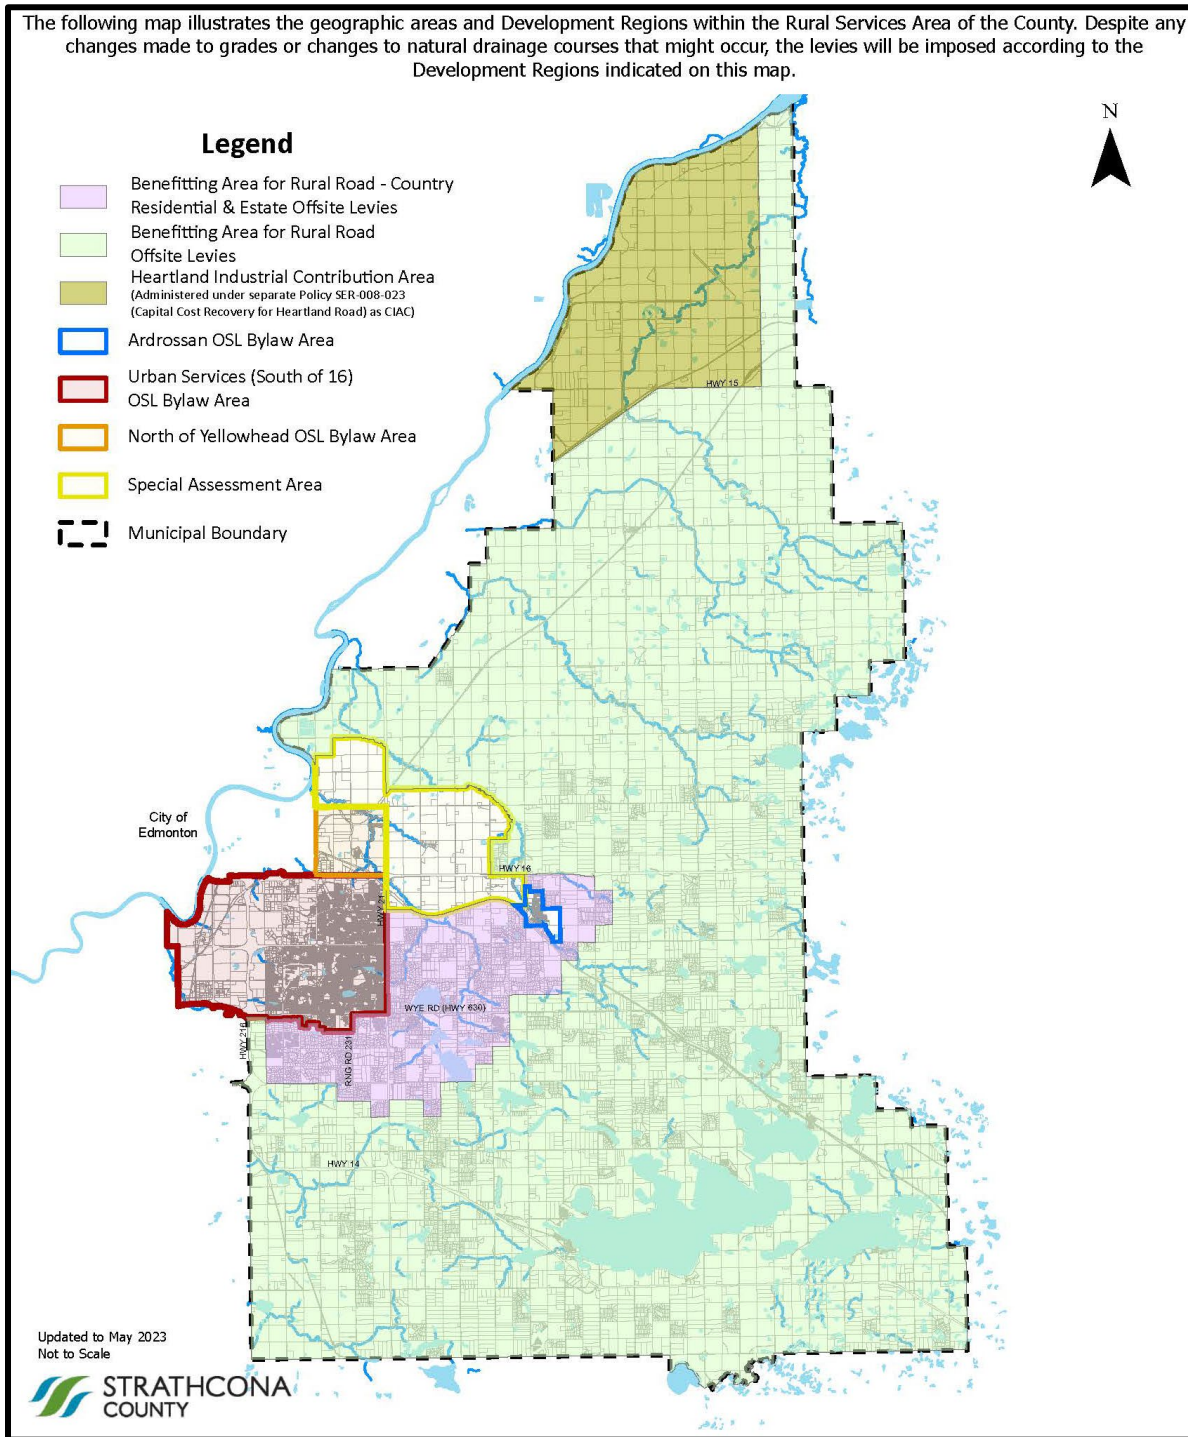 The following map illustrates the geographic areas and Development Regions within the Rural Services Area of the County. Despite any
changes made to grades or changes to natural drainage courses that might occur, the levies will be imposed according to the
Development Regions indicated on this map.
N
Legend
Benefitting Area for Rural Road - Country
Residential & Estate Offsite Levies
Benefitting Area for Rural Road
Offsite Levies
Heartland Industrial Contribution Area
(Administered under separate Policy SER-008-023
(Capital Cost Recovery for Heartland Road) as CIAC)
Ardrossan OSL Bylaw Area
Urban Services (South of 16)
OSL Bylaw Area
North of Yellowhead OSL Bylaw Area
Special Assessment Area
Municipal Boundary
HWY 15
City of
Edmonton
HWY 16
HWY 21
WYE RD (HWY 630)
HWY 216
RNG RD 231
HWY 14
Updated to May 2023
Not to Scale
STRATHCONA
COUNTY